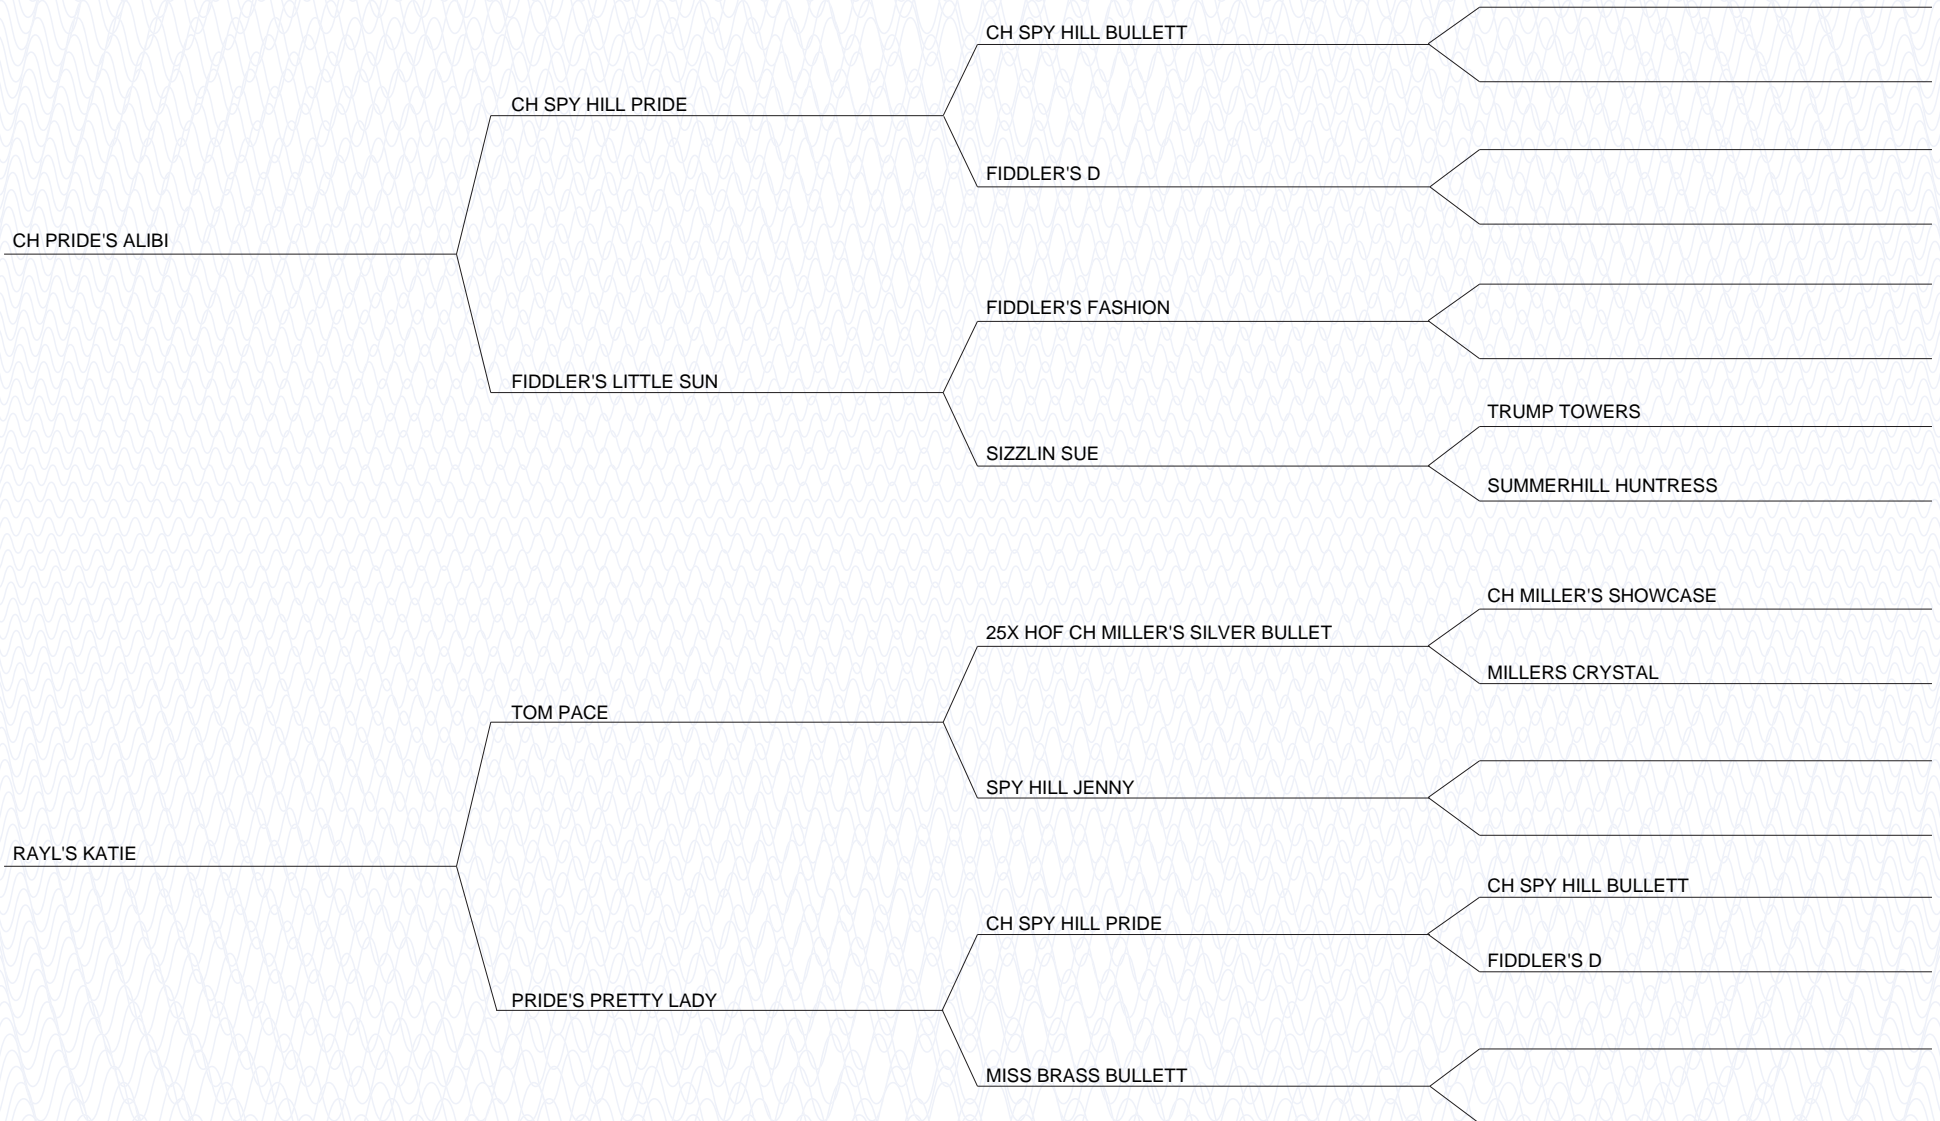 CH SPY HILL BULLETT
CH SPY HILL PRIDE
FIDDLER'S D
CH PRIDE'S ALIBI
FIDDLER'S FASHION
FIDDLER'S LITTLE SUN
TRUMP TOWERS
SIZZLIN SUE
SUMMERHILL HUNTRESS
CH MILLER'S SHOWCASE
25X HOF CH MILLER'S SILVER BULLET
MILLERS CRYSTAL
TOM PACE
SPY HILL JENNY
RAYL'S KATIE
CH SPY HILL BULLETT
CH SPY HILL PRIDE
FIDDLER'S D
PRIDE'S PRETTY LADY
MISS BRASS BULLETT